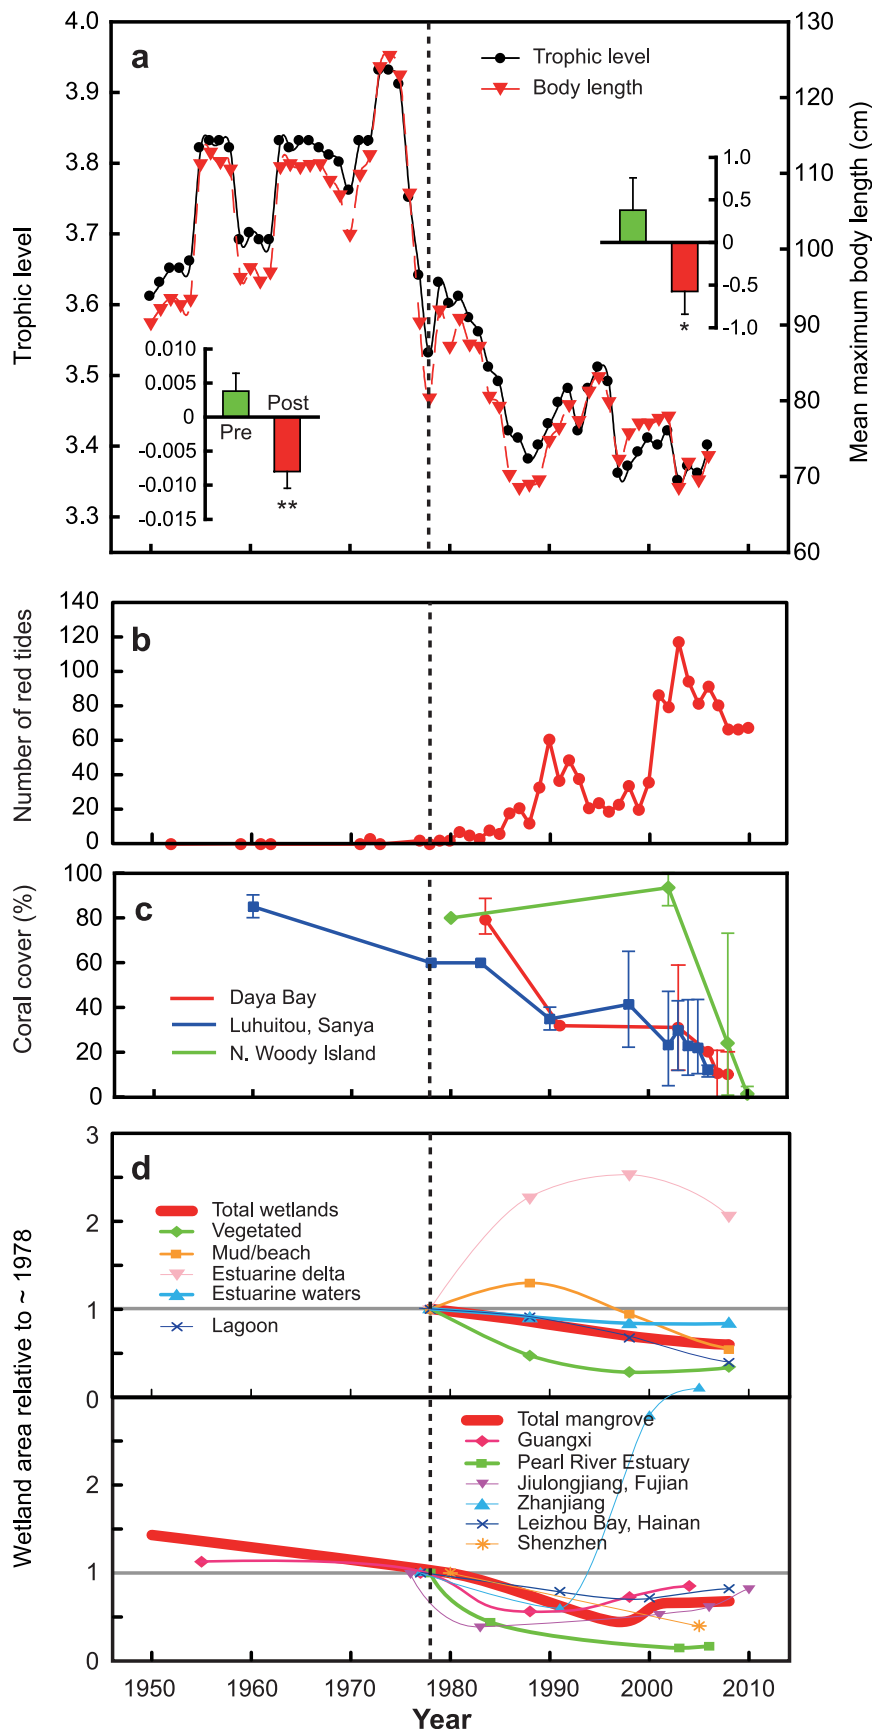 a
Trophic level
Body length
4.0
3.9
3.8
3.7
3.6
3.5
3.4
3.3
Trophic level
130
120
110
100
90
80
70
60
Mean maximum body length (cm)
1.0
0.5
0
-0.5
-1.0
*
0.010
0.005
0
-0.005
-0.010
-0.015
Pre
Post
**
b
140
120
100
80
60
40
20
0
Number of red tides
c
100
80
60
40
20
0
Coral cover (%)
Daya Bay
Luhuitou, Sanya
N. Woody Island
d
3
2
1
0
Total wetlands
Vegetated
Mud/beach
Estuarine delta
Estuarine waters
Lagoon
Wetland area relative to ~ 1978
2
1
0
Total mangrove
Guangxi
Pearl River Estuary
Jiulongjiang, Fujian
Zhanjiang
Leizhou Bay, Hainan
Shenzhen
1950 1960 1970 1980 1990 2000 2010
Year